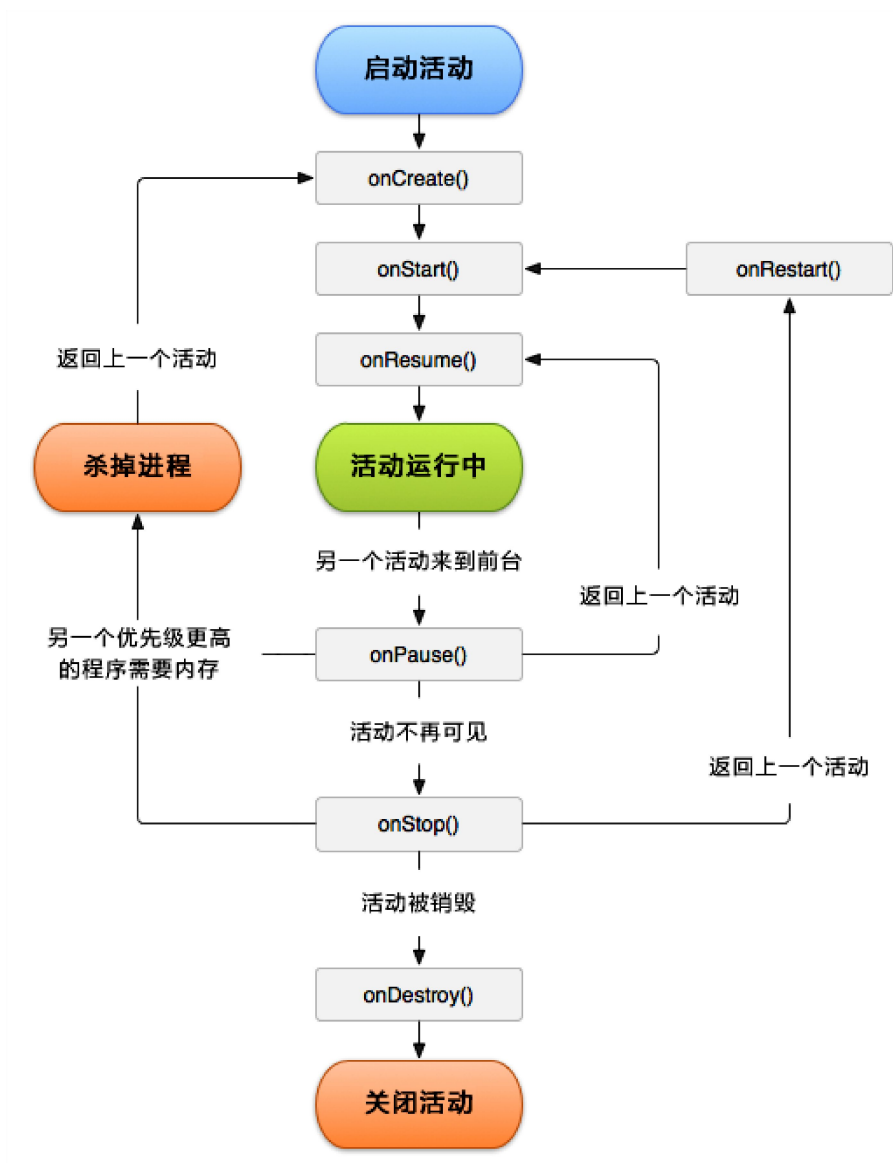 启动活动
onCreate()
onStart()
onRestart()
返回上一个活动
onResume()
杀掉进程
活动运行中
另一个活动来到前台
返回上一个活动
另一个优先级更高
的程序需要内存
onPause()
活动不再可见
返回上一个活动
onStop()
活动被销毁
onDestroy()
关闭活动